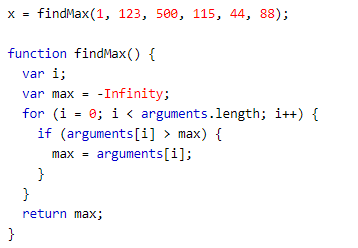 x = findMax(1, 123, 500, 115, 44, 88);

function findMax() {
  var i;
  var max = -Infinity;
  for (i = 0; i < arguments.length; i++) {
    if (arguments[i] > max) {
      max = arguments[i];
    }
  }
  return max;
}